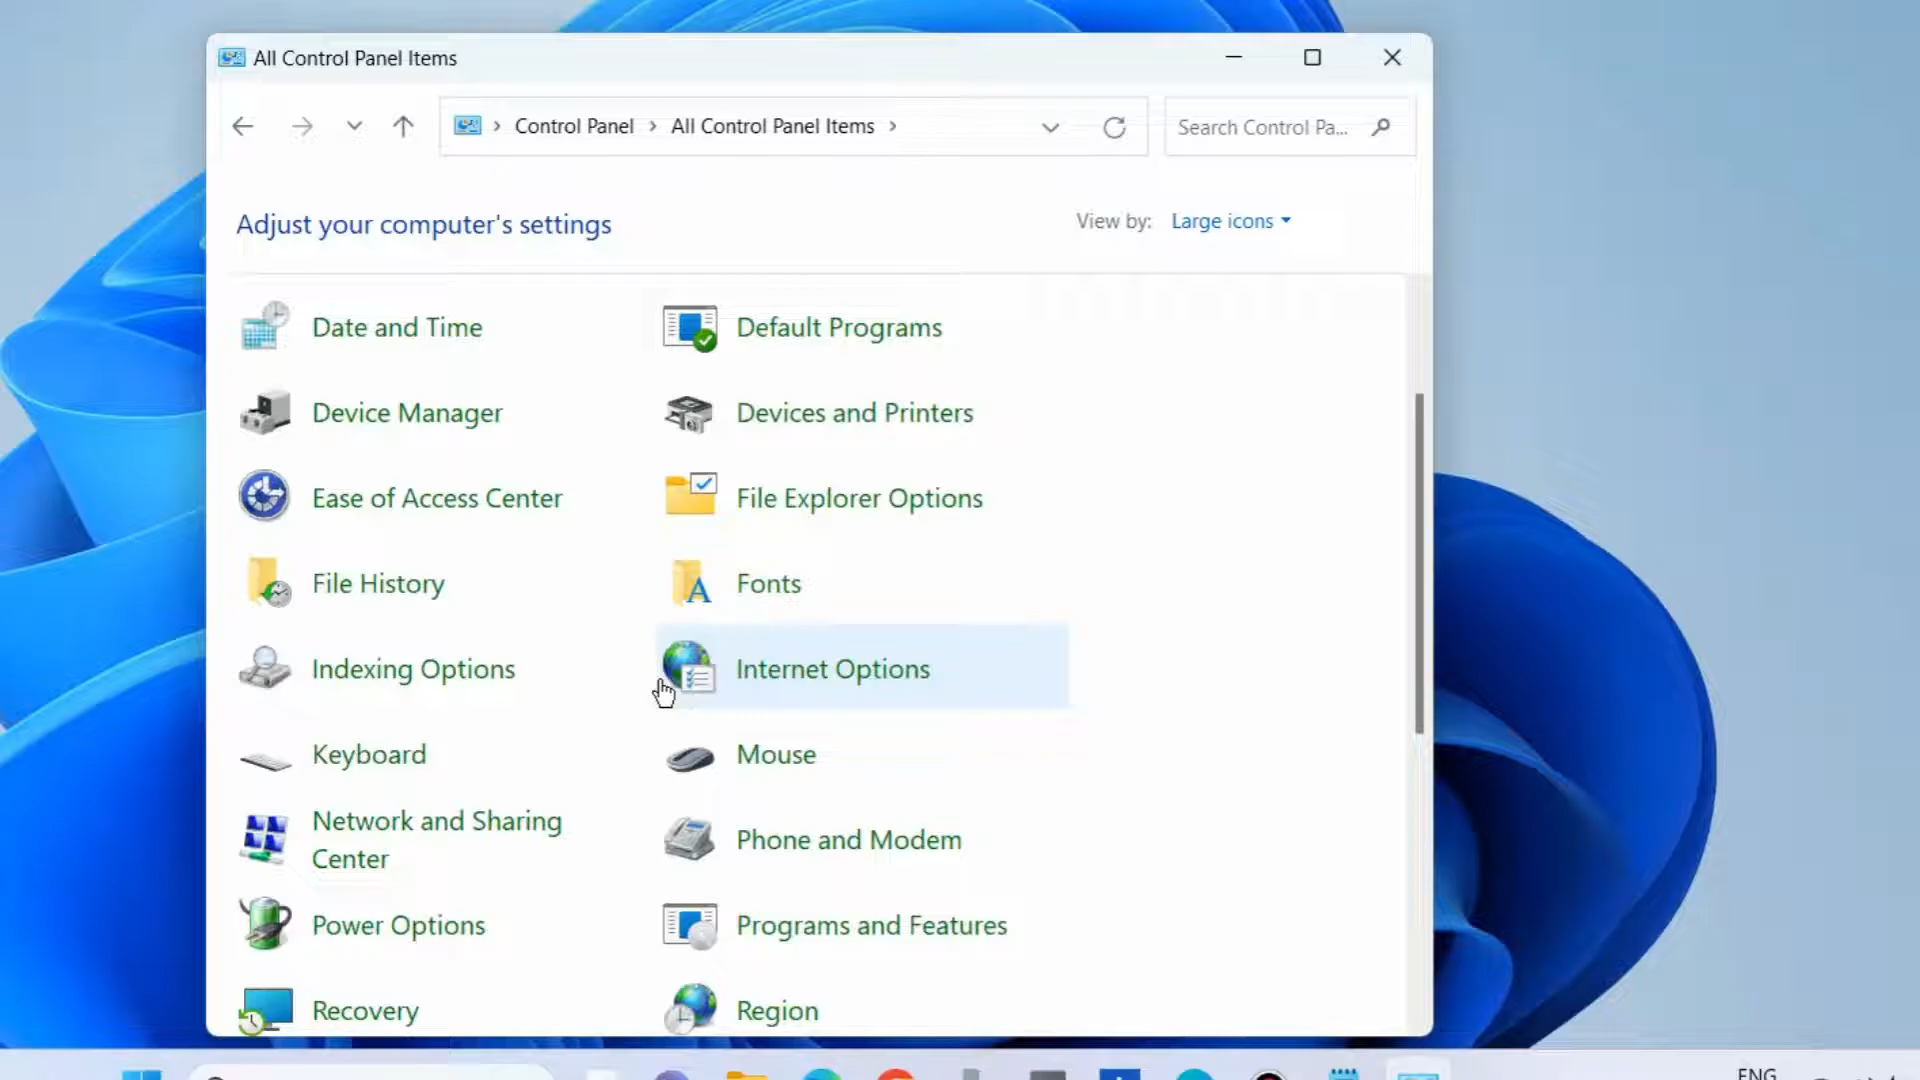 All Control Panel Items
Control Panel > All Control Panel Items >
Search Control Pa...
Adjust your computer's settings
View by: Large icons
Date and Time
Default Programs
Device Manager
Devices and Printers
Ease of Access Center
File Explorer Options
File History
Fonts
Indexing Options
Internet Options
Keyboard
Mouse
Network and Sharing
Center
Phone and Modem
Power Options
Programs and Features
Recovery
Region
ENG